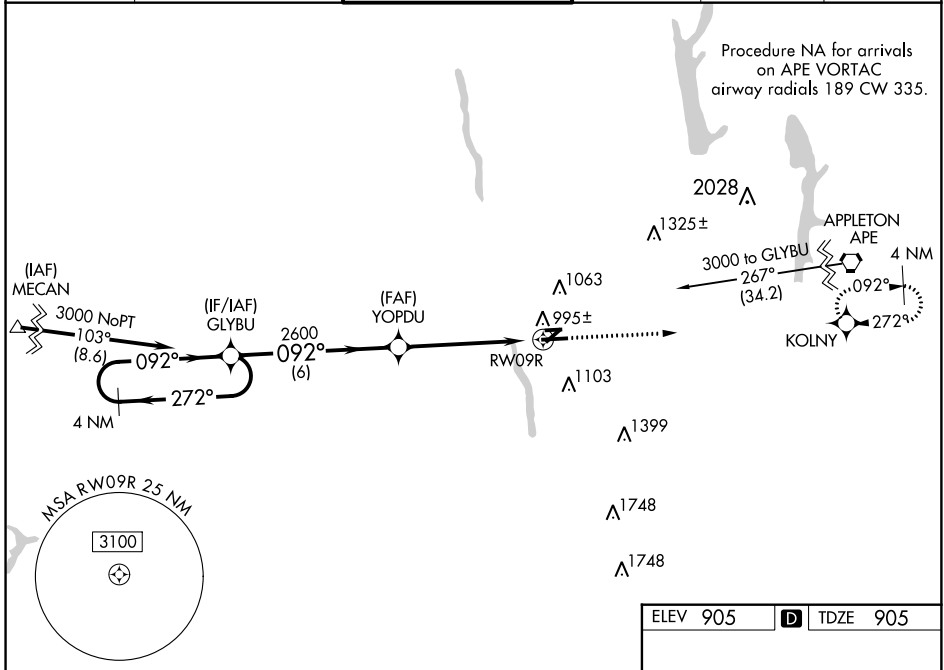 Procedure NA for arrivals
on APE VORTAC
airway radials 189 CW 335.
2028
1325±
APPLETON
APE
4 NM
3000 to GLYBU
267°
(34.2)
092°
272°
KOLNY
(IAF)
MECAN
3000 NoPT
103°
(8.6)
(IF/IAF)
GLYBU
2600
092°
(6)
(FAF)
YOPDU
1063
995±
RW09R
092°
272°
4 NM
1103
1399
1748
1748
MSA RW09R 25 NM
3100
ELEV 905 D TDZE 905